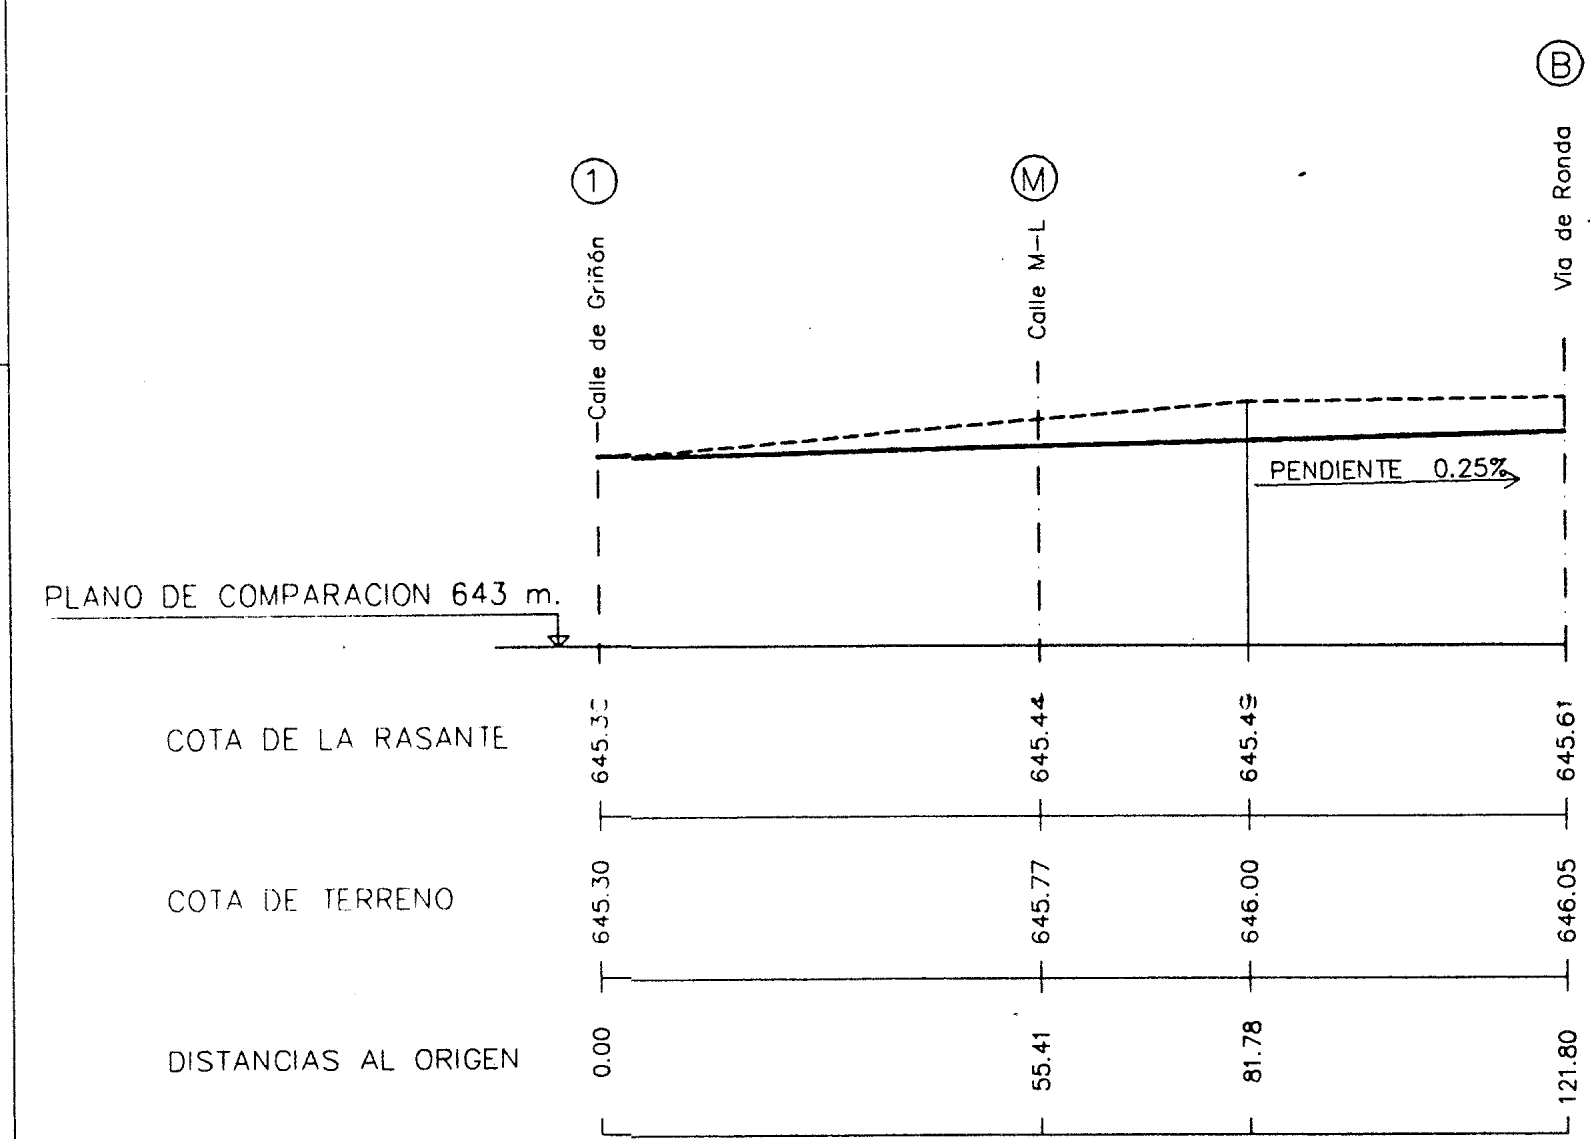 B
1
M
Calle de Griñón
Calle M-L
Via de Ronda
PENDIENTE 0.25%
PLANO DE COMPARACION 643 m.
COTA DE LA RASANTE 645.30 645.44 645.49 645.61
COTA DE TERRENO 645.30 645.77 646.00 646.05
DISTANCIAS AL ORIGEN 0.00 55.41 81.78 121.80